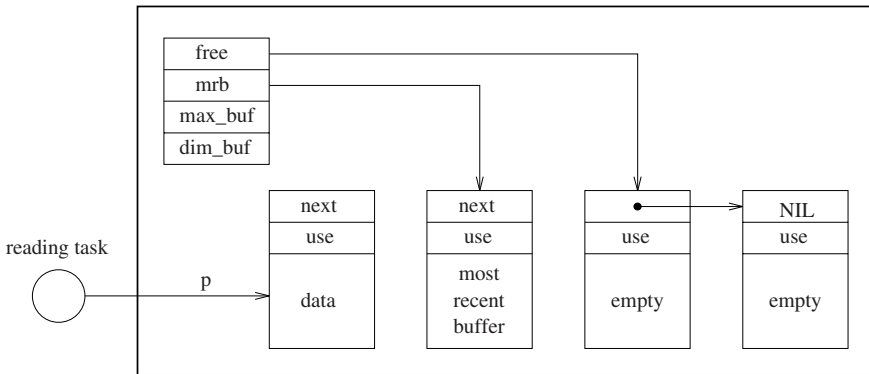 free
mrb
max_buf
dim_buf
reading task
p
next
use
data
next
use
most
recent
buffer
use
empty
NIL
use
empty